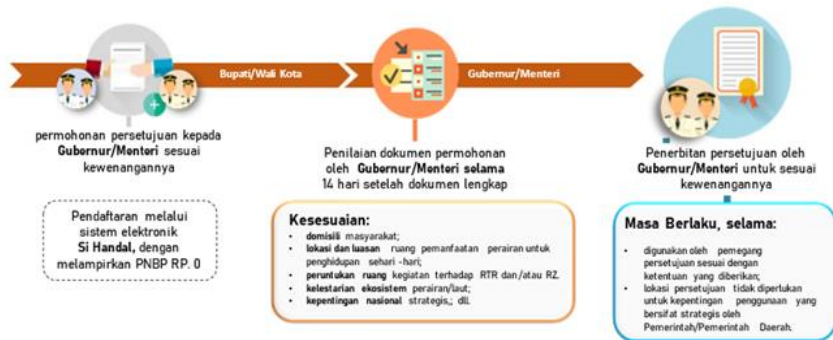 Bupati/Wali Kota
Gubernur/Menteri
permohonan persetujuan kepada
Gubernur/Menteri sesuai
kewenangannya
Pendaftaran melalui
sistem elektronik
Si Handal, dengan
melampirkan PNBP RP. 0
Penilaian dokumen permohonan
oleh Gubernur/Menteri selama
14 hari setelah dokumen lengkap
Kesesuaian:
• domisili masyarakat;
• lokasi dan luasan ruang pemanfaatan perairan untuk
penghidupan sehari -hari;
• peruntukan ruang kegiatan terhadap RTR dan/atau RZ.
• kelestarian ekosistem perairan/laut;
• kepentingan nasional strategis,; dll.
Penerbitan persetujuan oleh
Gubernur/Menteri untuk sesuai
kewenangannya
Masa Berlaku, selama:
• digunakan oleh pemegang
persetujuan sesuai dengan
ketentuan yang diberikan;
• lokasi persetujuan tidak diperlukan
untuk kepentingan penggunaan yang
bersifat strategis oleh
Pemerintah/Pemerintah Daerah.